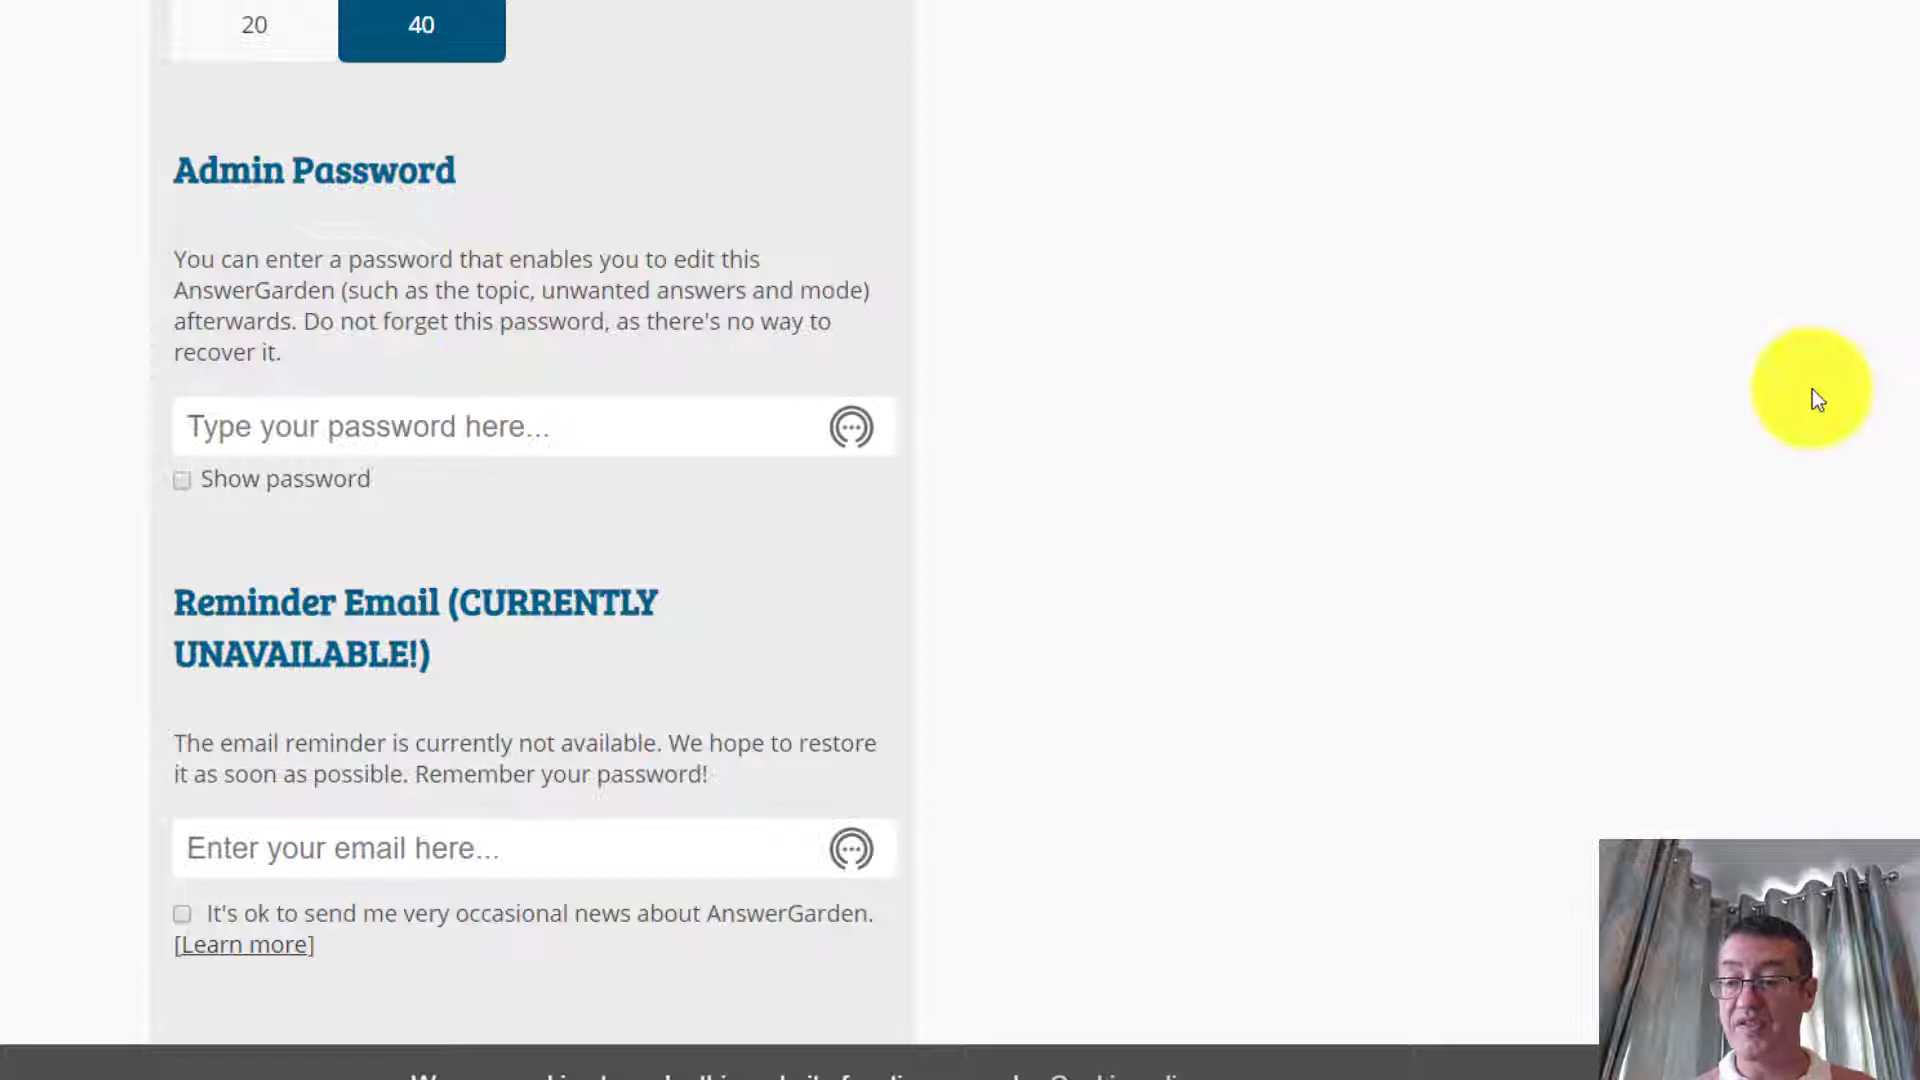 20 40
Admin Password
You can enter a password that enables you to edit this
AnswerGarden (such as the topic, unwanted answers and mode)
afterwards. Do not forget this password, as there's no way to
recover it.
Type your password here...
Show password
Reminder Email (CURRENTLY
UNAVAILABLE!)
The email reminder is currently not available. We hope to restore
it as soon as possible. Remember your password!
Enter your email here...
It's ok to send me very occasional news about AnswerGarden.
[Learn more]